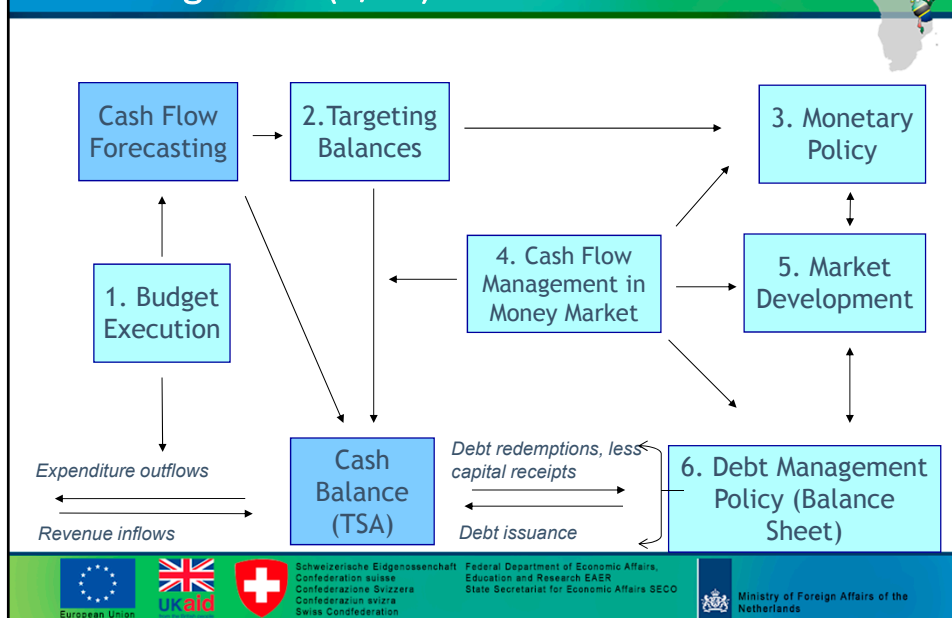 Cash Flow
Forecasting
2.Targeting
Balances
3. Monetary
Policy
1. Budget
Execution
4. Cash Flow
Management in
Money Market
5. Market
Development
Expenditure outflows
Revenue inflows
Cash
Balance
(TSA)
Debt redemptions, less
capital receipts
Debt issuance
6. Debt Management
Policy (Balance
Sheet)
European Union
UKaid
Schweizerische Eidgenossenschaft
Confederation suisse
Confederazione Svizzera
Confederaziun svizra
Swiss Condfederation
Federal Department of Economic Affairs,
Education and Research EAER
State Secretariat for Economic Affairs SECO
Ministry of Foreign Affairs of the
Netherlands